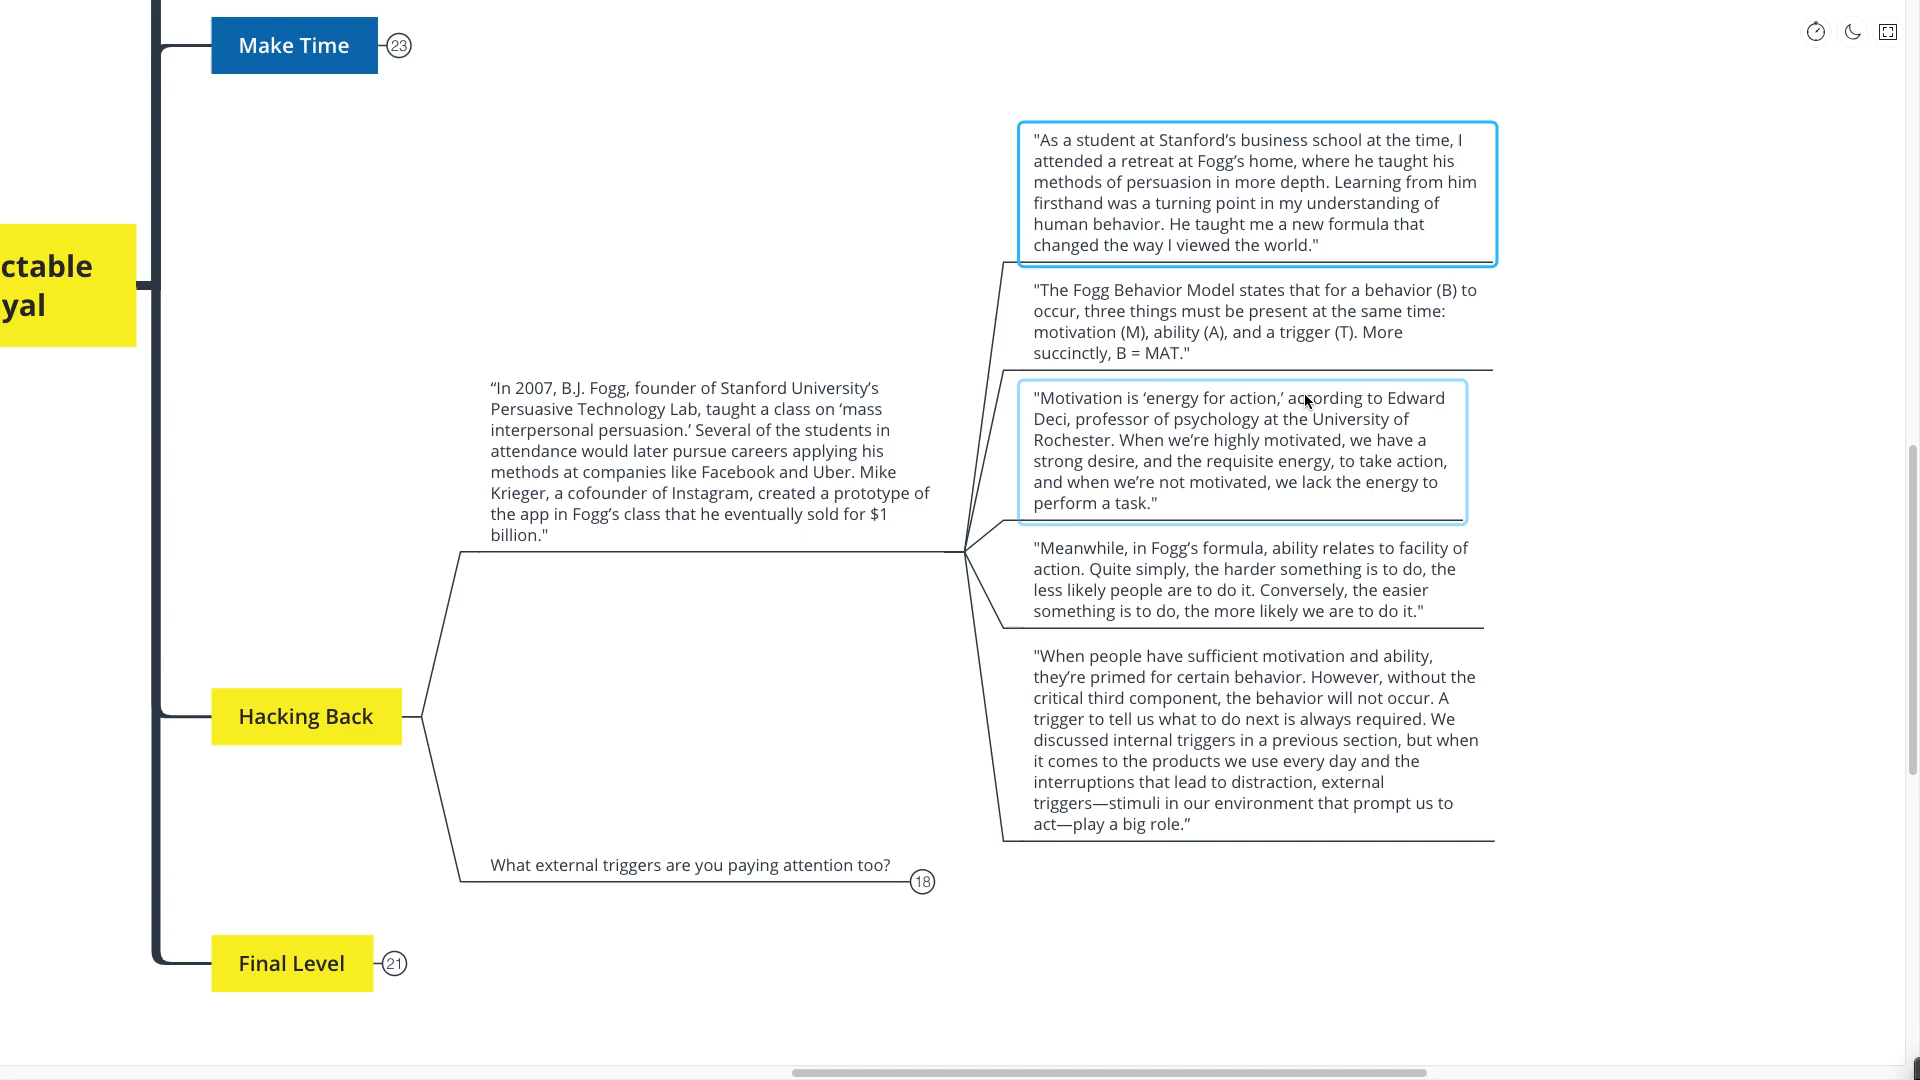 Make Time
23
ctable
yal
"As a student at Stanford’s business school at the time, I
attended a retreat at Fogg’s home, where he taught his
methods of persuasion in more depth. Learning from him
firsthand was a turning point in my understanding of
human behavior. He taught me a new formula that
changed the way I viewed the world."
"The Fogg Behavior Model states that for a behavior (B) to
occur, three things must be present at the same time:
motivation (M), ability (A), and a trigger (T). More
succinctly, B = MAT."
“In 2007, B.J. Fogg, founder of Stanford University’s
Persuasive Technology Lab, taught a class on ‘mass
interpersonal persuasion.’ Several of the students in
attendance would later pursue careers applying his
methods at companies like Facebook and Uber. Mike
Krieger, a cofounder of Instagram, created a prototype of
the app in Fogg’s class that he eventually sold for $1
billion."
"Motivation is ‘energy for action,’ according to Edward
Deci, professor of psychology at the University of
Rochester. When we’re highly motivated, we have a
strong desire, and the requisite energy, to take action,
and when we’re not motivated, we lack the energy to
perform a task."
"Meanwhile, in Fogg’s formula, ability relates to facility of
action. Quite simply, the harder something is to do, the
less likely people are to do it. Conversely, the easier
something is to do, the more likely we are to do it."
"When people have sufficient motivation and ability,
they’re primed for certain behavior. However, without the
critical third component, the behavior will not occur. A
trigger to tell us what to do next is always required. We
discussed internal triggers in a previous section, but when
it comes to the products we use every day and the
interruptions that lead to distraction, external
triggers—stimuli in our environment that prompt us to
act—play a big role.”
Hacking Back
What external triggers are you paying attention too?
18
Final Level
21